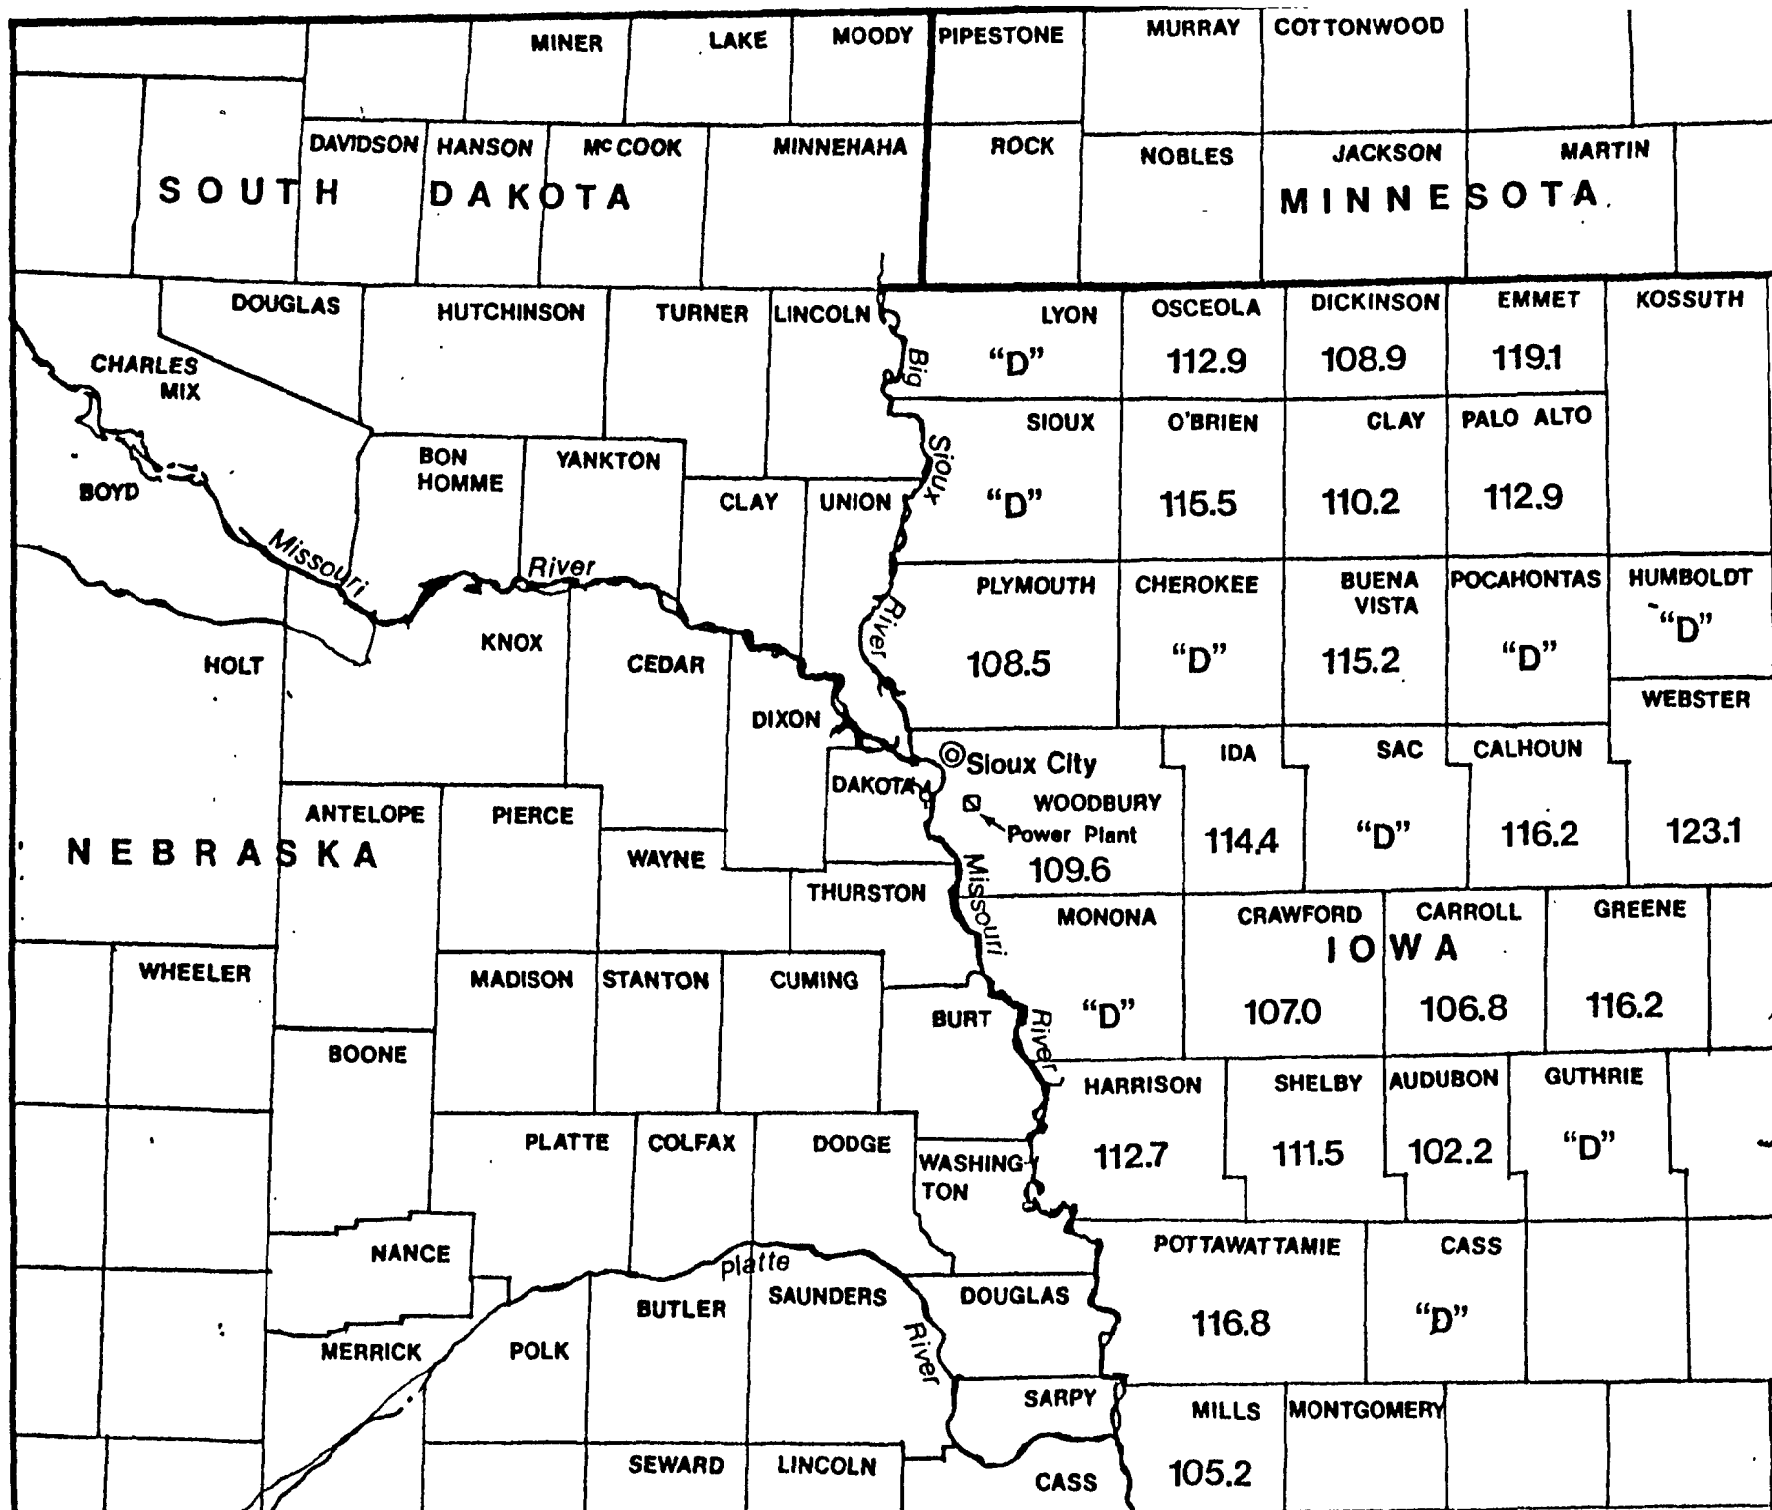 MINER LAKE MOODY PIPESTONE MURRAY COTTONWOOD
DAVIDSON HANSON McCOOK MINNEHAHA ROCK NOBLES JACKSON MARTIN
SOUTH DAKOTA MINNESOTA
DOUGLAS HUTCHINSON TURNER LINCOLN LYON OSCEOLA DICKINSON EMMET KOSSUTH
"D" 112.9 108.9 119.1
CHARLES
MIX
Big
SIOUX O'BRIEN CLAY PALO ALTO
BON
HOMME
YANKTON
Sioux
BOYD
CLAY UNION
"D" 115.5 110.2 112.9
Missouri River
PLYMOUTH CHEROKEE BUENA
VISTA
POCAHONTAS HUMBOLDT
"D"
River
HOLT KNOX CEDAR
108.5 "D" 115.2 "D"
WEBSTER
DIXON
Sioux City
IDA SAC CALHOUN
DAKOTA
WOODBURY
Power Plant
109.6
114.4 "D" 116.2 123.1
ANTELOPE PIERCE
NEBRASKA
WAYNE
THURSTON
Missouri
MONONA CRAWFORD CARROLL GREENE
IOWA
WHEELER MADISON STANTON CUMING
"D" 107.0 106.8 116.2
BURT
River
BOONE
HARRISON SHELBY AUDUBON GUTHRIE
PLATTE COLFAX DODGE
WASHING-
TON
112.7 111.5 102.2 "D"
NANCE
Platte
POTTAWATTAMIE CASS
BUTLER SAUNDERS DOUGLAS
116.8 "D"
MERRICK POLK
River
SARPY
MILLS MONTGOMERY
SEWARD LINCOLN CASS
105.2